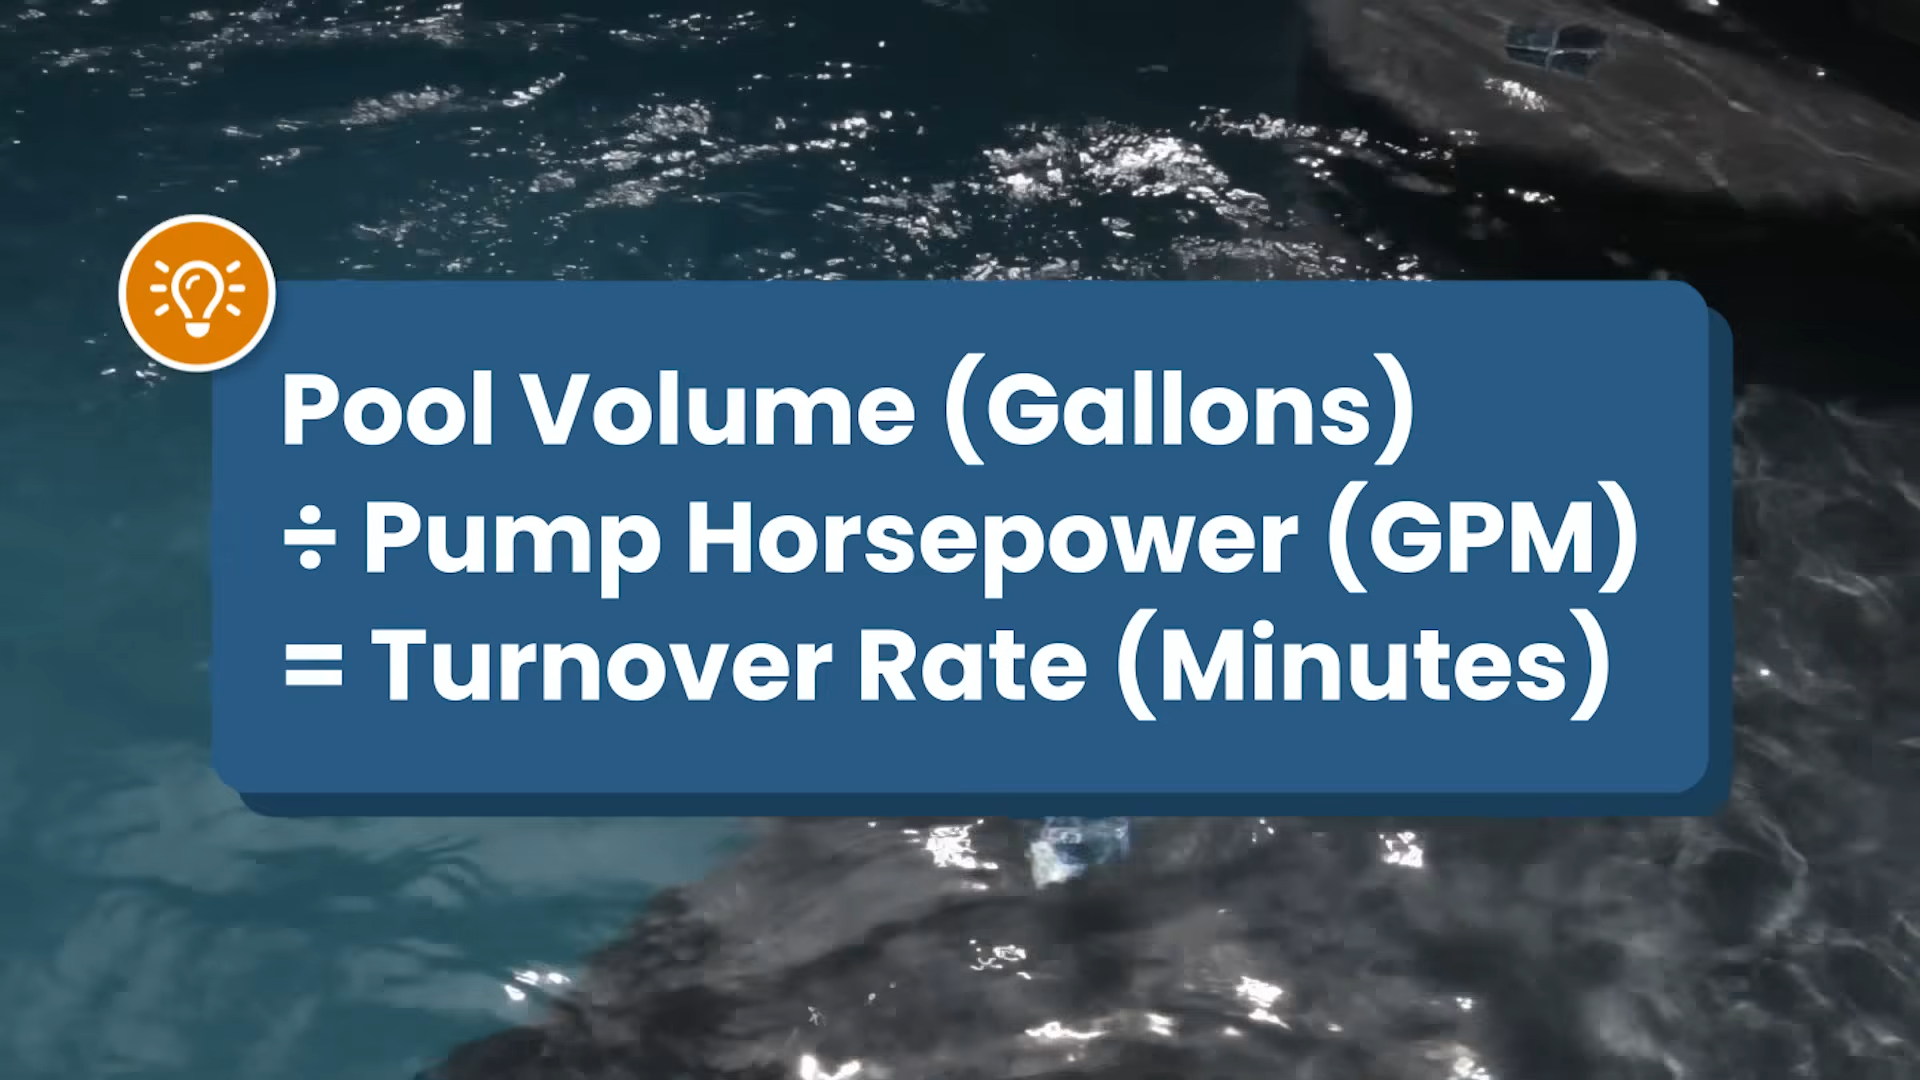 Pool Volume (Gallons)
÷ Pump Horsepower (GPM)
= Turnover Rate (Minutes)